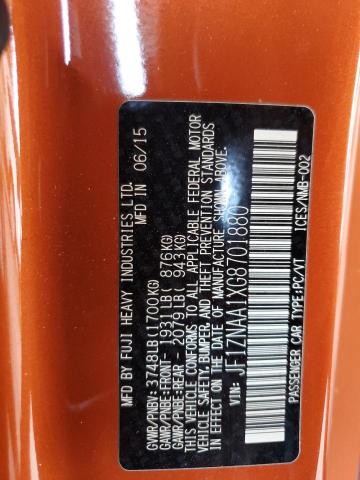 MFD BY FUJI HEAVY INDUSTRIES LTD.
MFD IN 06/15
GVWR/PNBV: 3748LB(1700KG)
GAWR/PNBE:FRONT- 1931LB( 876KG)
GAWR/PNBE:REAR - 2079LB( 943KG)
THIS VEHICLE CONFORMS TO ALL APPLICABLE FEDERAL MOTOR
VEHICLE SAFETY, BUMPER, AND THEFT PREVENTION STANDARDS
IN EFFECT ON THE DATE OF MANUFACTURE SHOWN ABOVE.
VIN: JF1ZNAA1XG8701880
PASSENGER CAR TYPE:PC/VT ICES/NMB-002